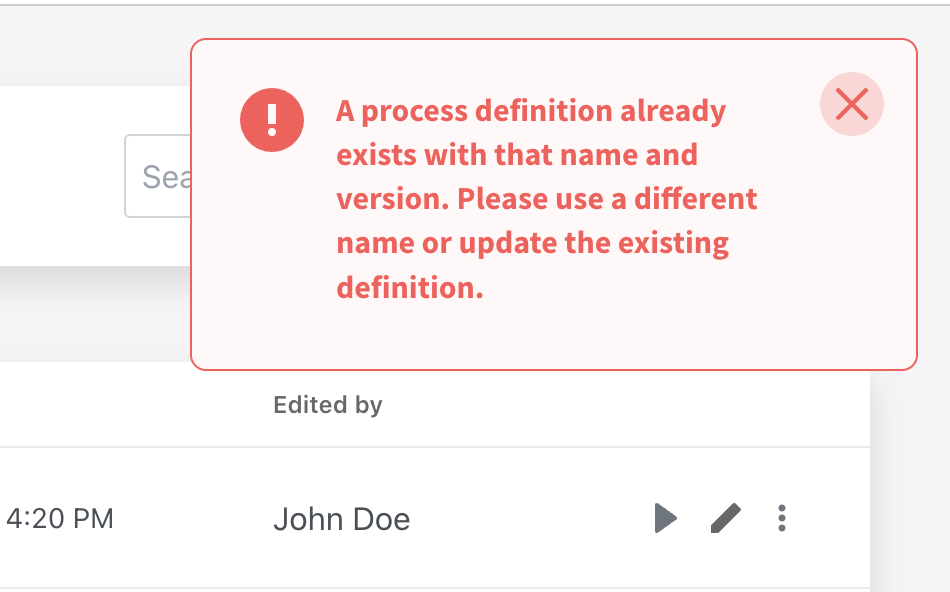 A process definition already
exists with that name and
version. Please use a different
name or update the existing
definition.
Sea
Edited by
4:20 PM John Doe